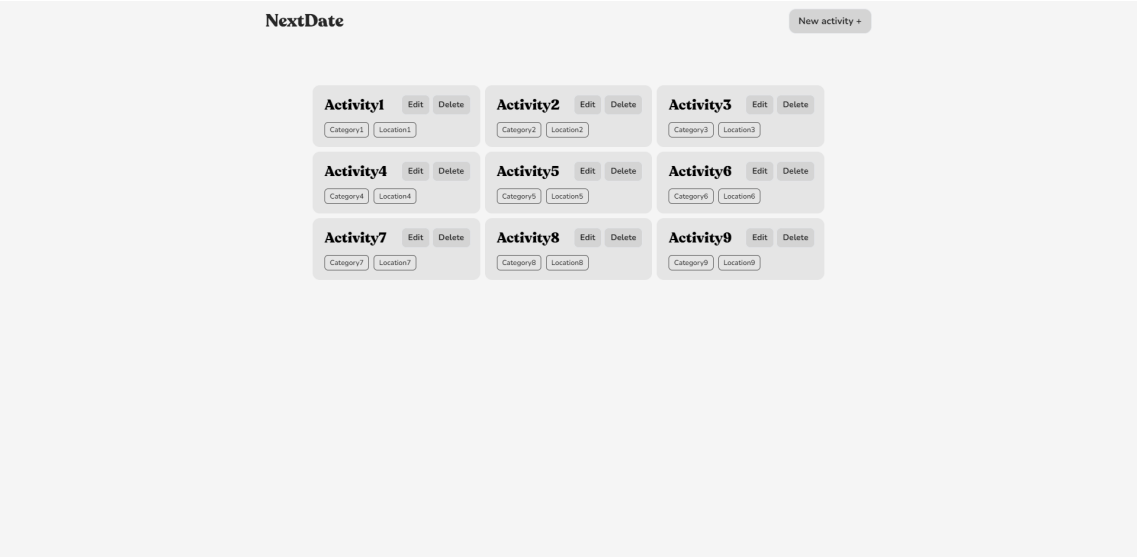 NextDate New activity +
Activity1 Edit Delete Activity2 Edit Delete Activity3 Edit Delete
Category1 Location1 Category2 Location2 Category3 Location3
Activity4 Edit Delete Activity5 Edit Delete Activity6 Edit Delete
Category4 Location4 Category5 Location5 Category6 Location6
Activity7 Edit Delete Activity8 Edit Delete Activity9 Edit Delete
Category7 Location7 Category8 Location8 Category9 Location9